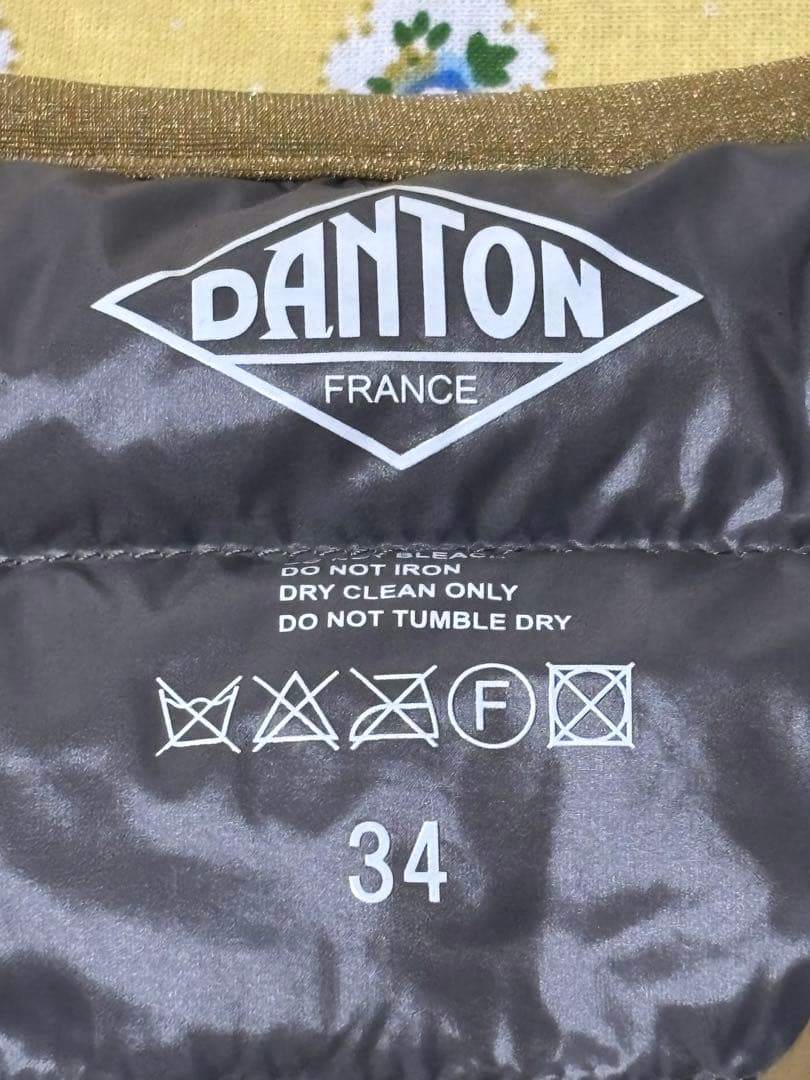 DANTON
FRANCE
DO NOT IRON
DRY CLEAN ONLY
DO NOT TUMBLE DRY
F
34